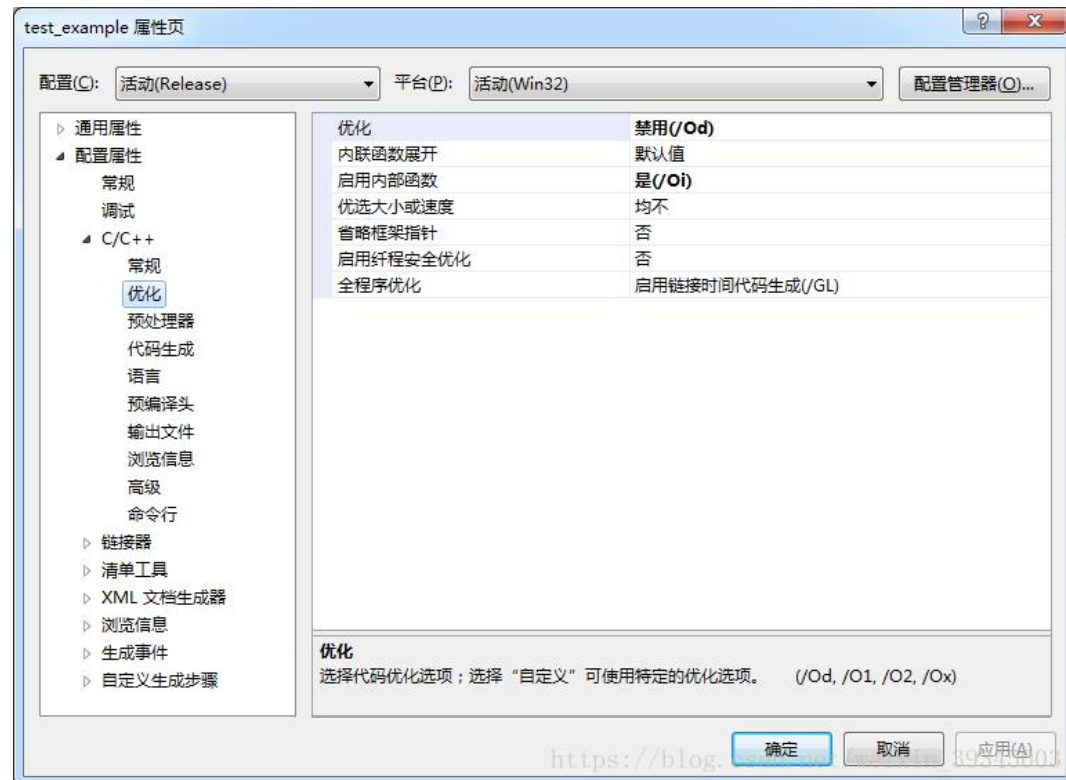 test_example 属性页
配置(C): 活动(Release) 平台(P): 活动(Win32) 配置管理器(O)...
通用属性
配置属性
常规
调试
C/C++
常规
优化
预处理器
代码生成
语言
预编译头
输出文件
浏览信息
高级
命令行
链接器
清单工具
XML 文档生成器
浏览信息
生成事件
自定义生成步骤
优化 禁用(/Od)
内联函数展开 默认值
启用内部函数 是(/Oi)
优选大小或速度 均不
省略框架指针 否
启用纤程安全优化 否
全程序优化 启用链接时间代码生成(/GL)
优化
选择代码优化选项；选择“自定义”可使用特定的优化选项。 (/Od, /O1, /O2, /Ox)
确定 取消 应用(A)
https://blog.